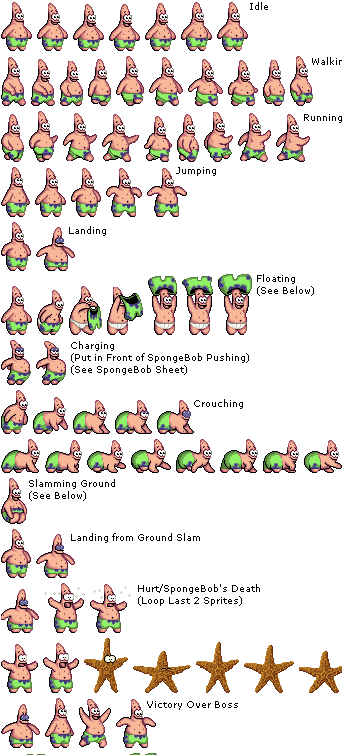 Idle
Walkin
Running
Jumping
Landing
Floating
(See Below)
Charging
(Put in Front of SpongeBob Pushing)
(See SpongeBob Sheet)
Crouching
Slamming Ground
(See Below)
Landing from Ground Slam
Hurt/SpongeBob's Death
(Loop Last 2 Sprites)
Victory Over Boss